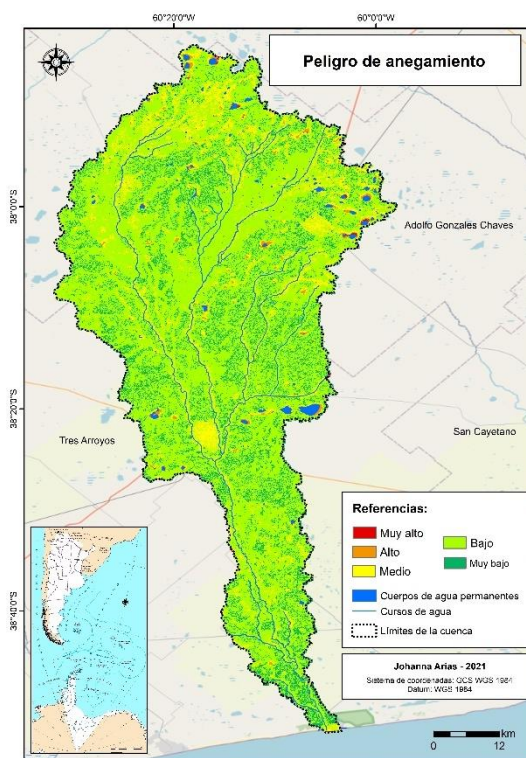 60°20'0"W
60°0'0"W
Peligro de anegamiento
38°0'0"S
Adolfo Gonzales Chaves
38°20'0"S
Tres Arroyos
San Cayetano
38°40'0"S
Referencias:
Muy alto
Alto
Medio
Bajo
Muy bajo
Cuerpos de agua permanentes
Cursos de agua
Límites de la cuenca
Johanna Arias - 2021
Sistema de coordenadas: GCS WGS 1984
Datum: WGS 1984
km
0
12